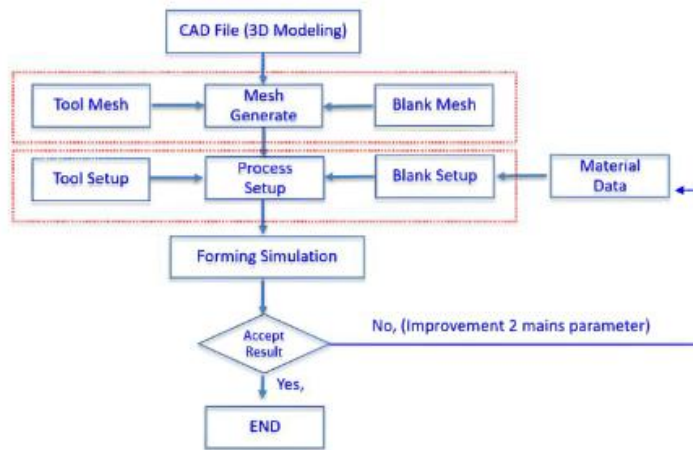 CAD File (3D Modeling)
Tool Mesh
Mesh
Generate
Blank Mesh
Tool Setup
Process
Setup
Blank Setup
Material
Data
Forming Simulation
Accept
Result
No, (Improvement 2 mains parameter)
Yes,
END